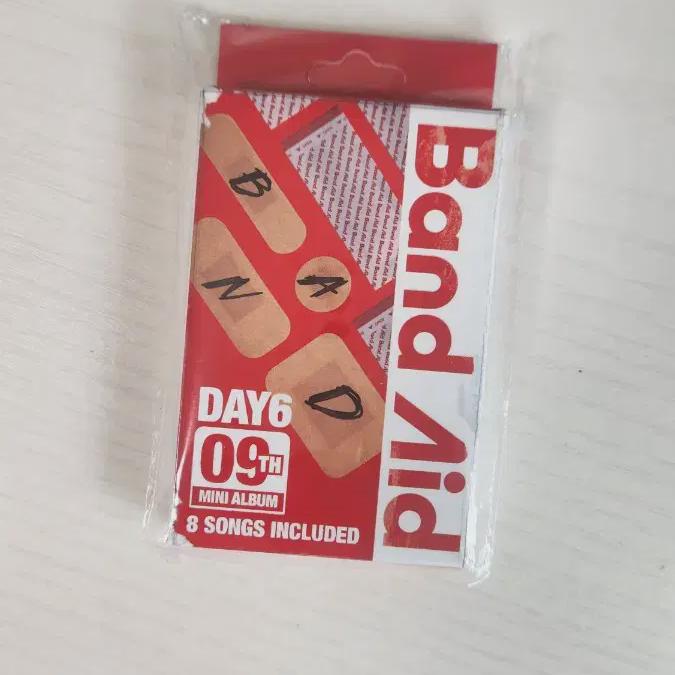 Band Aid
B
A
N
D
DAY6
09TH
MINI ALBUM
8 SONGS INCLUDED